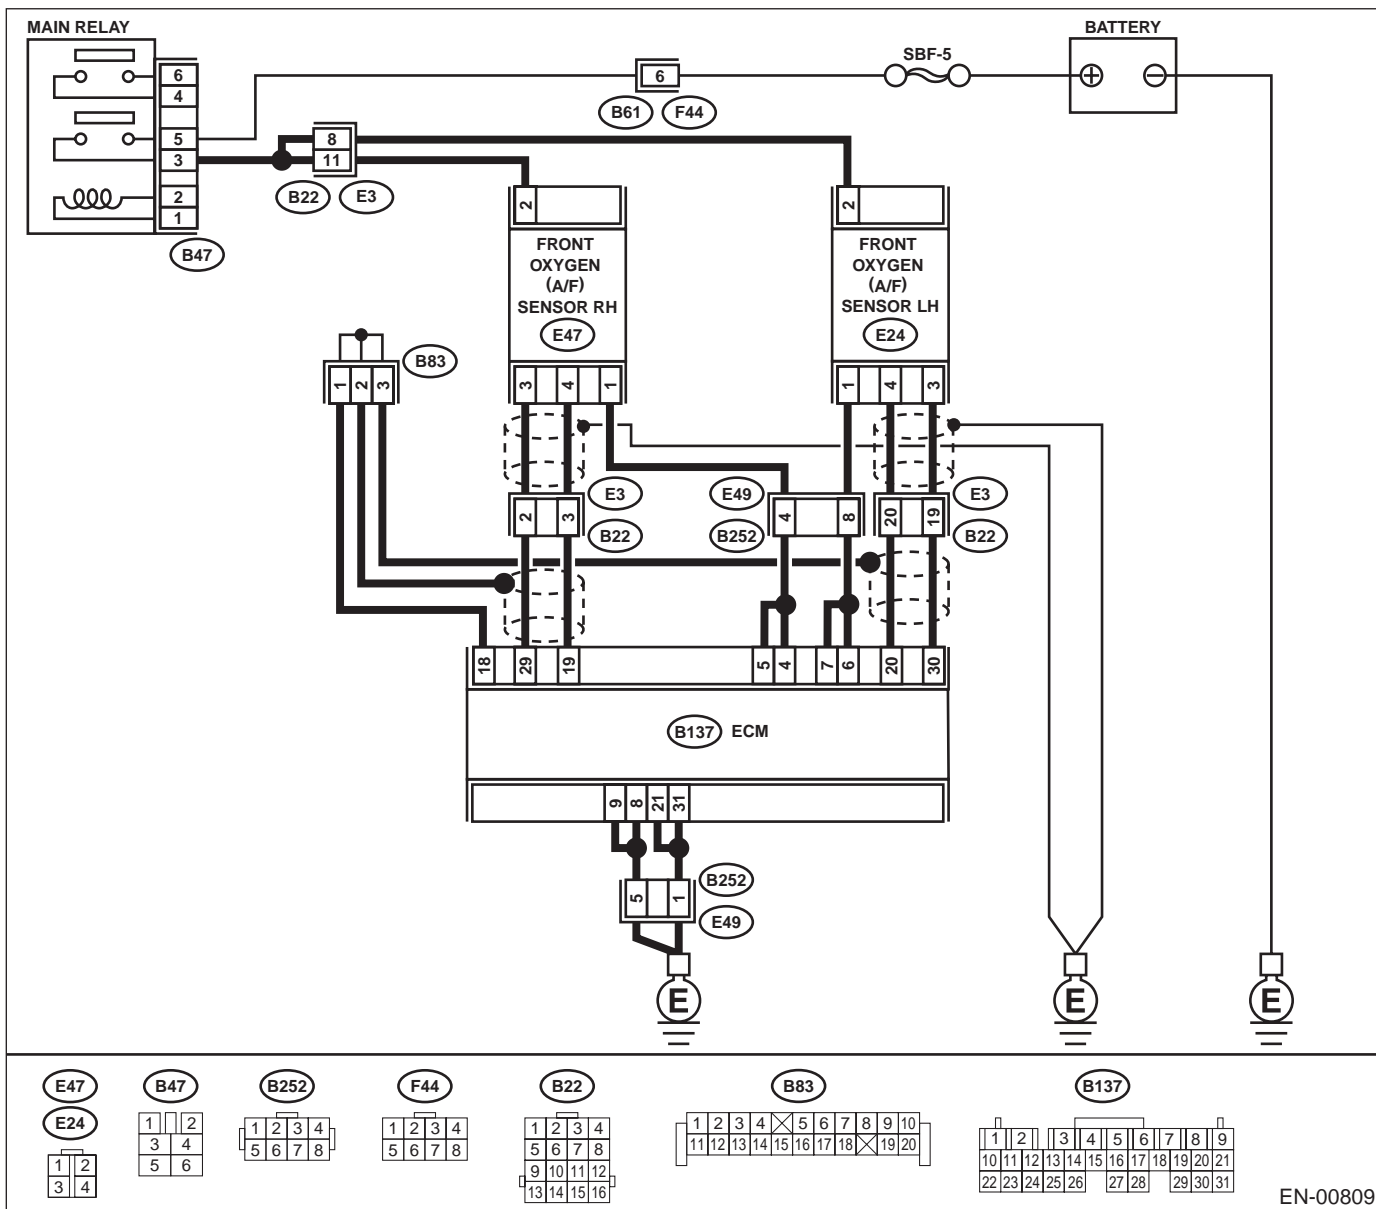 MAIN RELAY
BATTERY
SBF-5
6
4
5
3
2
1
B47
6
B61 F44
8
11
B22 E3
+ −
2
FRONT
OXYGEN
(A/F)
SENSOR RH
E47
3 4 1
2
FRONT
OXYGEN
(A/F)
SENSOR LH
E24
1 4 3
B83
1 2 3
E3
2 3
B22
E49
4 8
B252
E3
20 19
B22
18 29 19 5 4 7 6 20 30
B137 ECM
9 8 21 31
B252
5 1
E49
E E E
E47
E24
1 2
3 4
B47
1 2
3 4
5 6
B252
1 2 3 4
5 6 7 8
F44
1 2 3 4
5 6 7 8
B22
1 2 3 4
5 6 7 8
9 10 11 12
13 14 15 16
B83
1 2 3 4 5 6 7 8 9 10
11 12 13 14 15 16 17 18 19 20
B137
1 2 3 4 5 6 7 8 9
10 11 12 13 14 15 16 17 18 19 20 21
22 23 24 25 26 27 28 29 30 31
EN-00809